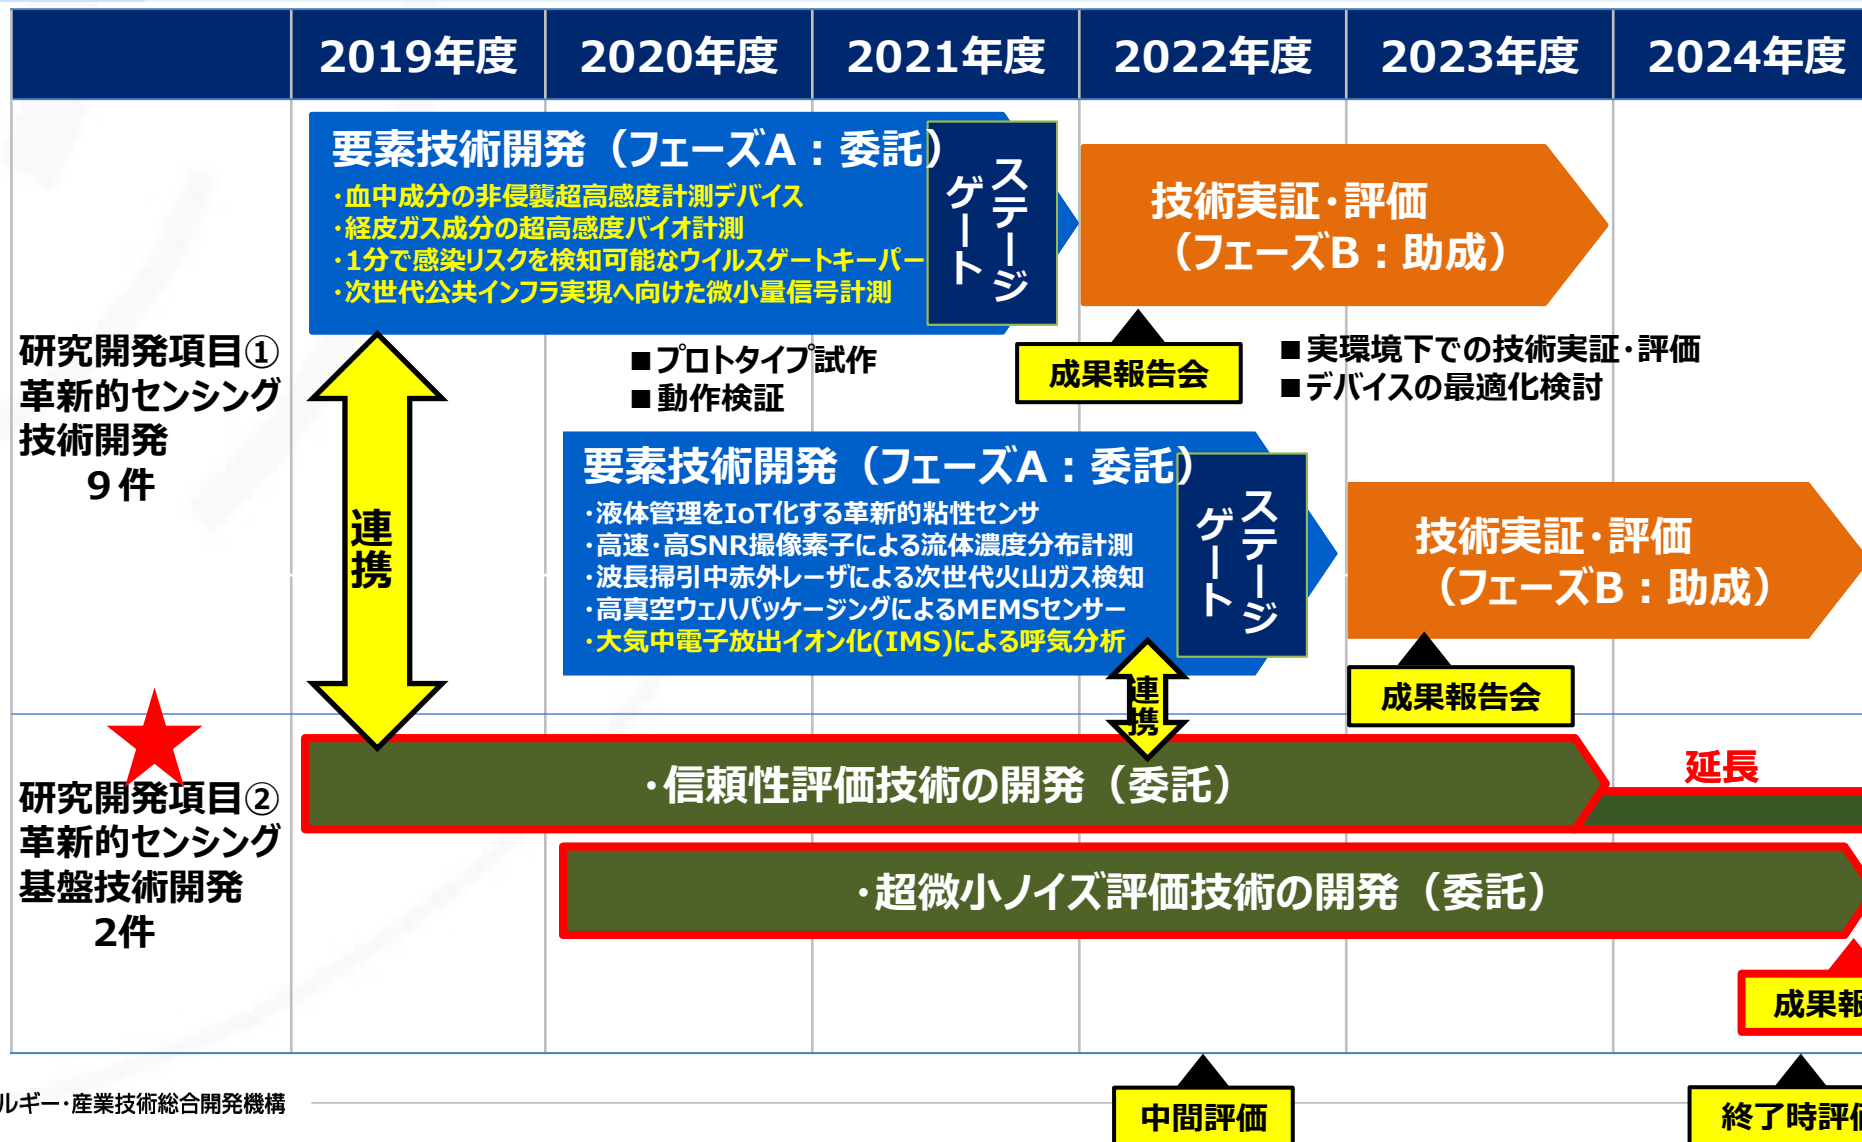 2019年度
2020年度
2021年度
2022年度
2023年度
2024年度
研究開発項目①
革新的センシング
技術開発
9件
要素技術開発（フェーズA：委託）
・血中成分の非侵襲超高感度計測デバイス
・経皮ガス成分の超高感度バイオ計測
・1分で感染リスクを検知可能なウイルスゲートキーパー
・次世代公共インフラ実現へ向けた微小量信号計測
ステージ
ゲート
技術実証・評価
（フェーズB：助成）
■プロトタイプ試作
■動作検証
成果報告会
■実環境下での技術実証・評価
■デバイスの最適化検討
連携
要素技術開発（フェーズA：委託）
・液体管理をIoT化する革新的粘性センサ
・高速・高SNR撮像素子による流体濃度分布計測
・波長掃引中赤外レーザによる次世代火山ガス検知
・高真空ウェハパッケージングによるMEMSセンサー
・大気中電子放出イオン化(IMS)による呼気分析
ステージ
ゲート
技術実証・評価
（フェーズB：助成）
連携
成果報告会
研究開発項目②
革新的センシング
基盤技術開発
2件
・信頼性評価技術の開発（委託）
延長
・超微小ノイズ評価技術の開発（委託）
成果報
中間評価
終了時評価
ルギー・産業技術総合開発機構